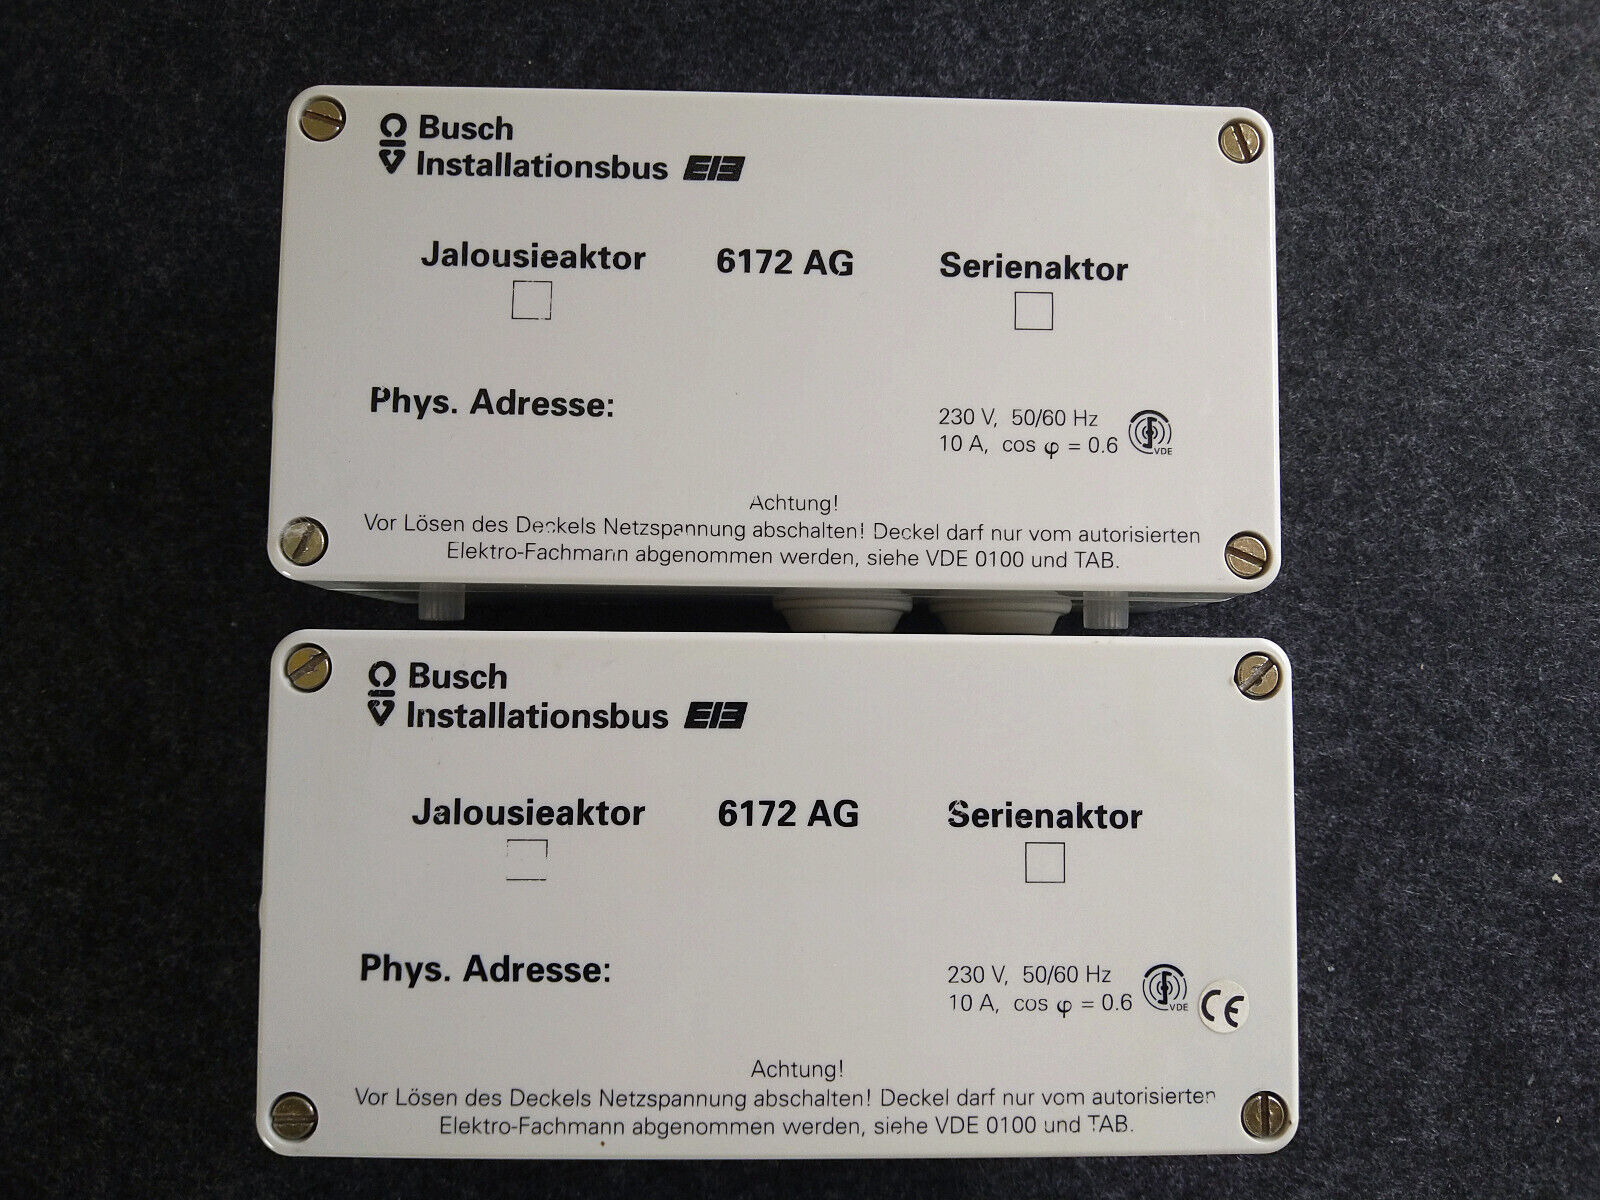 Busch
Installationsbus EIB
Jalousieaktor 6172 AG Serienaktor
Phys. Adresse:
230 V, 50/60 Hz
10 A, cos φ = 0.6 VDE
Achtung!
Vor Lösen des Deckels Netzspannung abschalten! Deckel darf nur vom autorisierten
Elektro-Fachmann abgenommen werden, siehe VDE 0100 und TAB.
Busch
Installationsbus EIB
Jalousieaktor 6172 AG Serienaktor
Phys. Adresse:
230 V, 50/60 Hz
10 A, cos φ = 0.6 VDE CE
Achtung!
Vor Lösen des Deckels Netzspannung abschalten! Deckel darf nur vom autorisierten
Elektro-Fachmann abgenommen werden, siehe VDE 0100 und TAB.